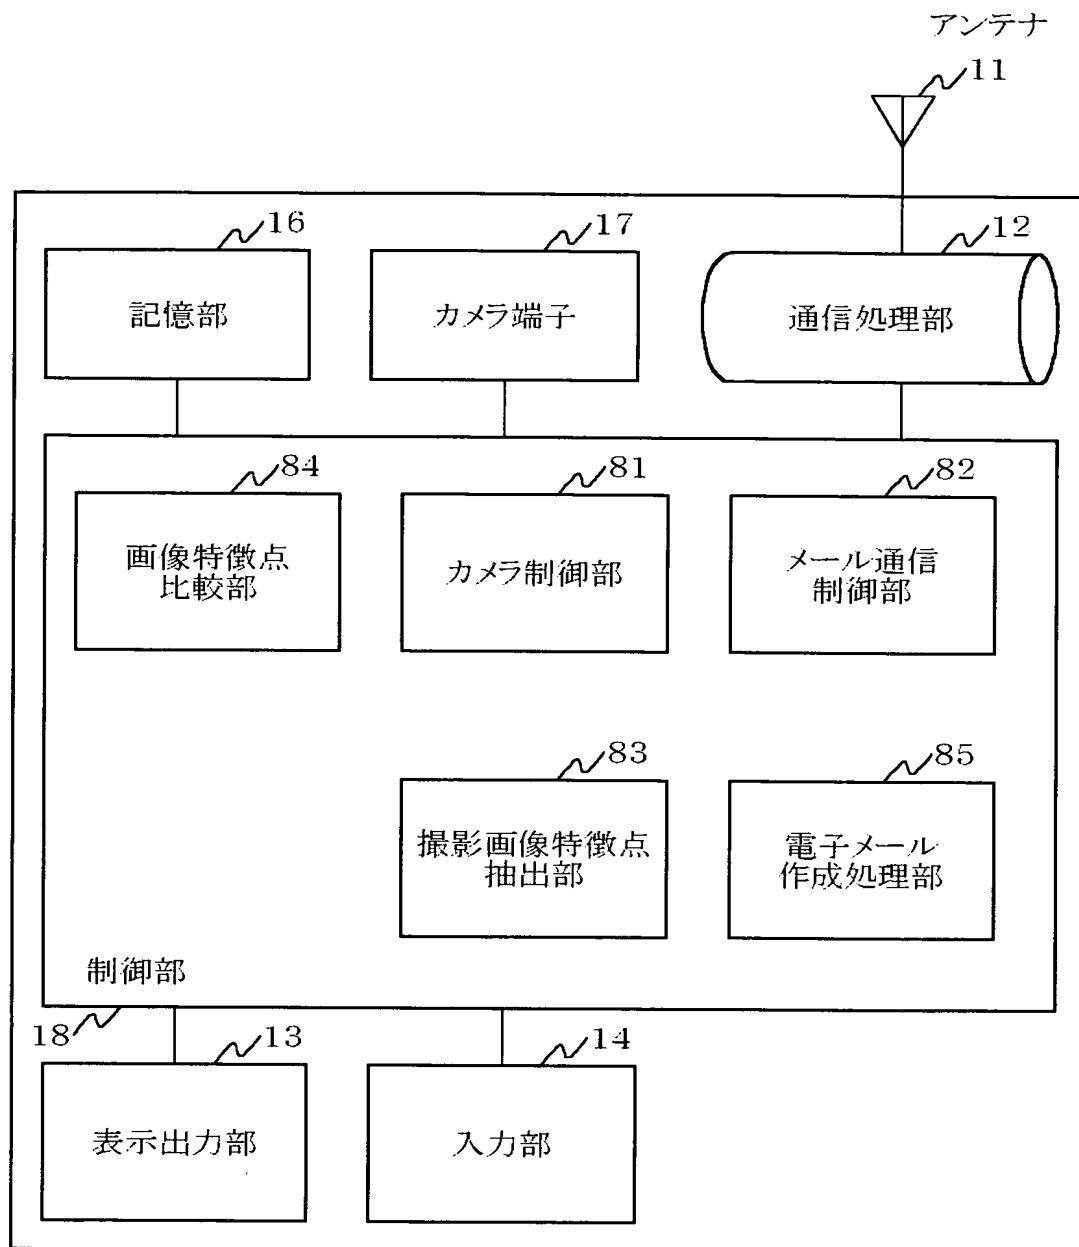 アンテナ
11
16
17
12
記憶部
カメラ端子
通信処理部
84
81
82
画像特徴点
比較部
カメラ制御部
メール通信
制御部
83
85
撮影画像特徴点
抽出部
電子メール
作成処理部
制御部
18
13
14
表示出力部
入力部